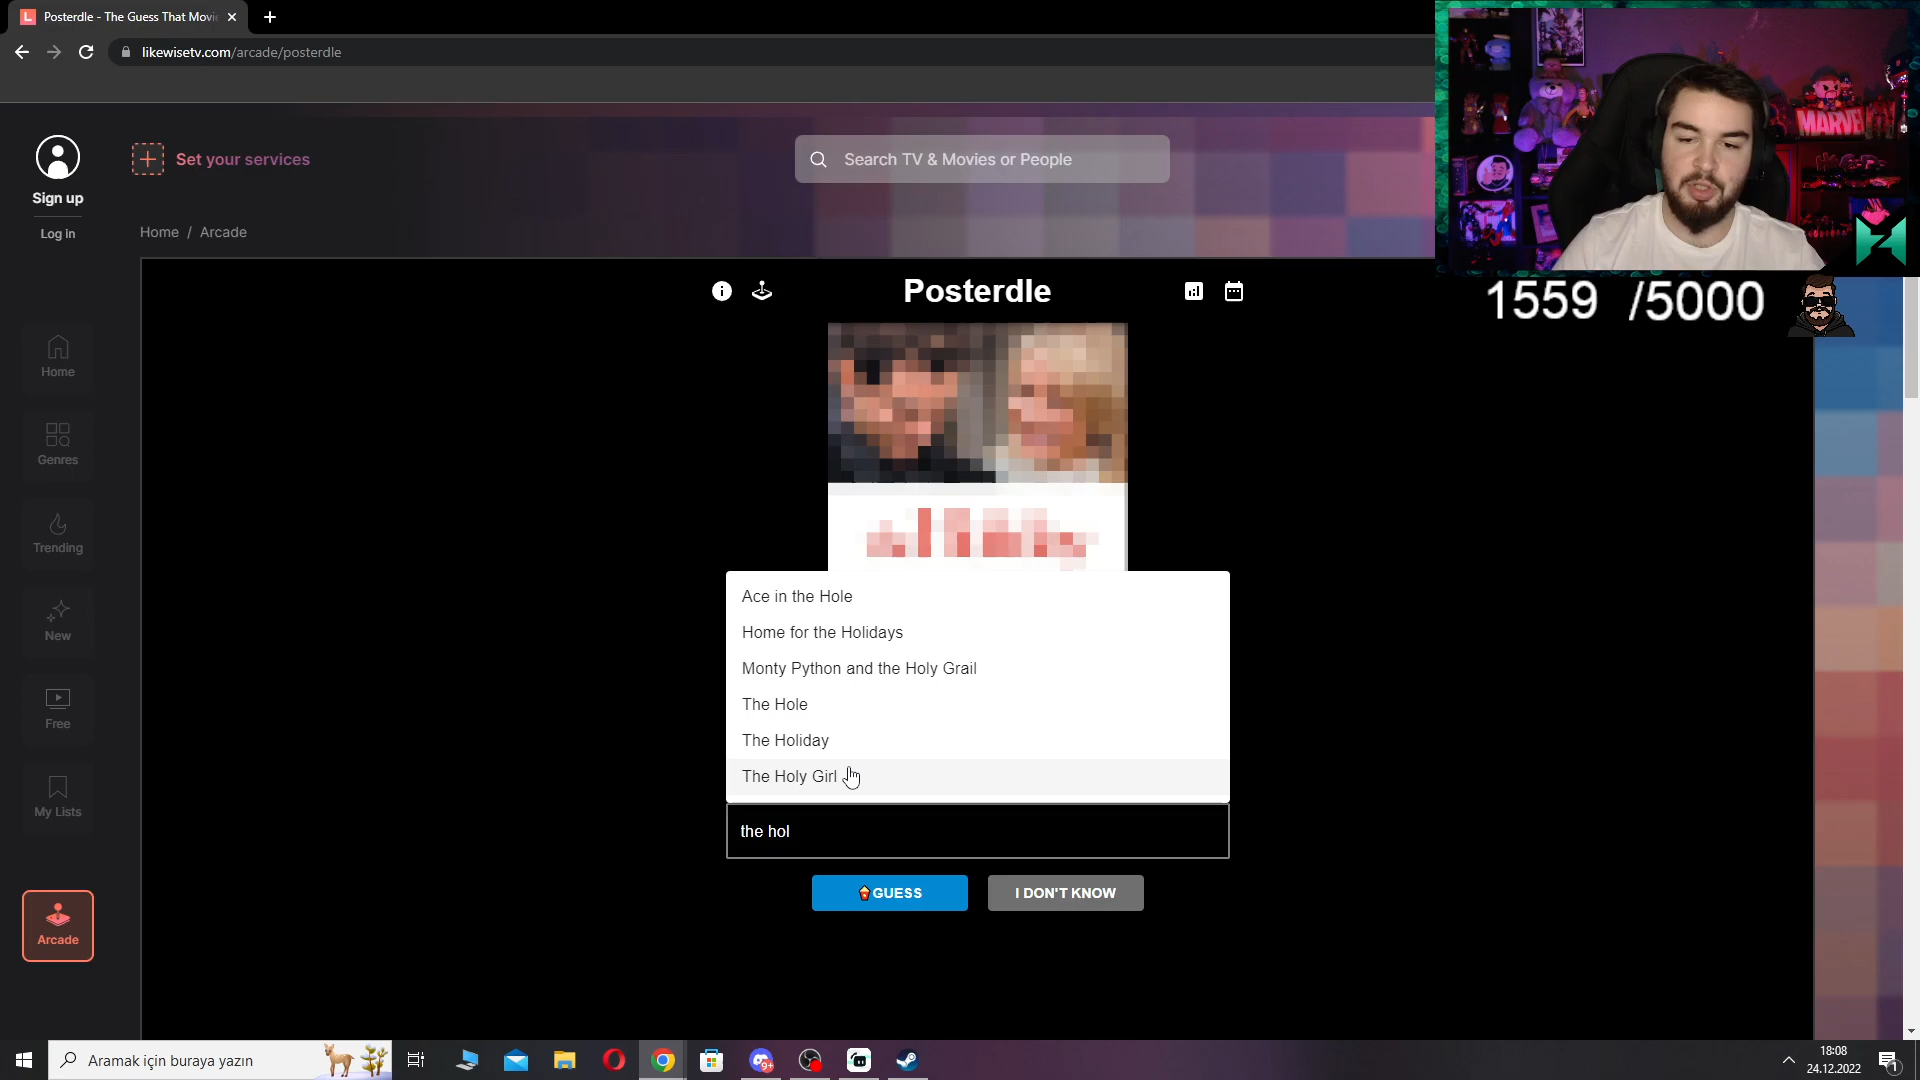 Posterdle - The Guess That Movi
likewisetv.com/arcade/posterdle
Sign up
Log in
Set your services
Search TV & Movies or People
Home / Arcade
MARVEL
Home
Genres
Trending
New
Free
My Lists
Arcade
Posterdle
1559 /5000
Ace in the Hole
Home for the Holidays
Monty Python and the Holy Grail
The Hole
The Holiday
The Holy Girl
the hol
GUESS
I DON'T KNOW
Aramak için buraya yazın
9+
18:08
24.12.2022
1